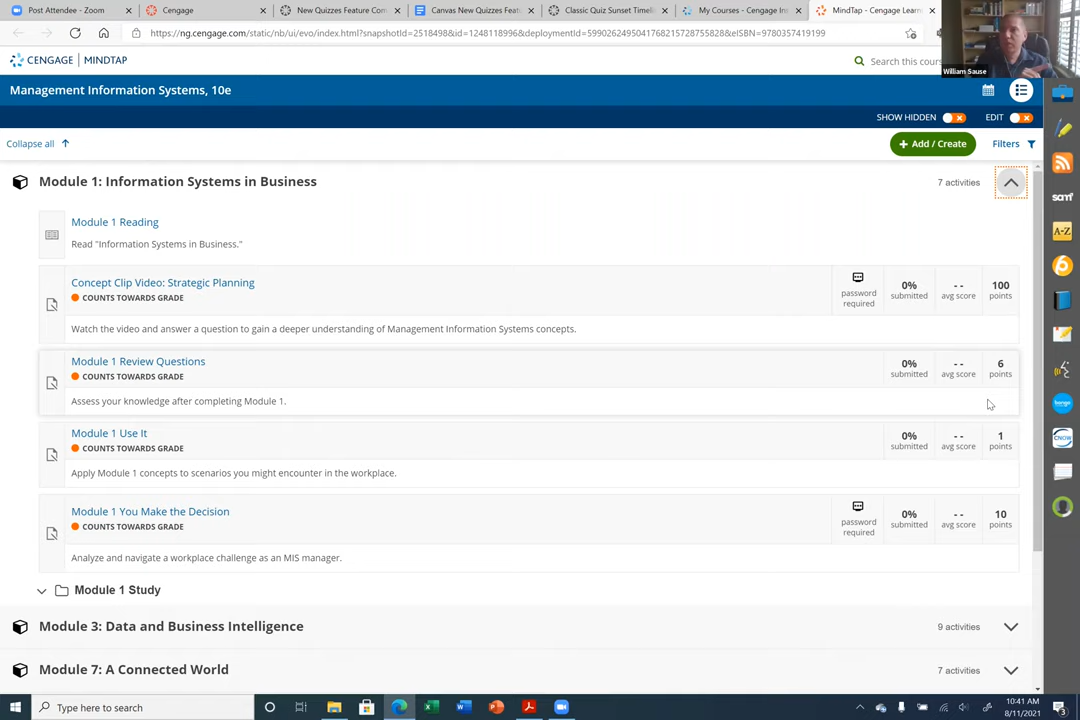 Post Attendee - Zoom
Cengage
New Quizzes Feature Com
Canvas New Quizzes Featu
Classic Quiz Sunset Timeli
My Courses - Cengage In
MindTap - Cengage Learn
https://ng.cengage.com/static/nb/ui/evo/index.html?snapshotId=2518498&id=1248118996&deploymentId=5990262495041768215728755828&eISBN=9780357419199
William Sause
CENGAGE | MINDTAP
Search this cours
Management Information Systems, 10e
SHOW HIDDEN
EDIT
Collapse all
+ Add / Create
Filters
Module 1: Information Systems in Business
7 activities
Module 1 Reading
Read "Information Systems in Business."
Concept Clip Video: Strategic Planning
COUNTS TOWARDS GRADE
password required
0% submitted
- - avg score
100 points
Watch the video and answer a question to gain a deeper understanding of Management Information Systems concepts.
Module 1 Review Questions
COUNTS TOWARDS GRADE
0% submitted
- - avg score
6 points
Assess your knowledge after completing Module 1.
Module 1 Use It
COUNTS TOWARDS GRADE
0% submitted
- - avg score
1 points
Apply Module 1 concepts to scenarios you might encounter in the workplace.
Module 1 You Make the Decision
COUNTS TOWARDS GRADE
password required
0% submitted
- - avg score
10 points
Analyze and navigate a workplace challenge as an MIS manager.
Module 1 Study
Module 3: Data and Business Intelligence
9 activities
Module 7: A Connected World
7 activities
sam
A-Z
bongo
CNOW
Type here to search
10:41 AM
8/11/2021
3